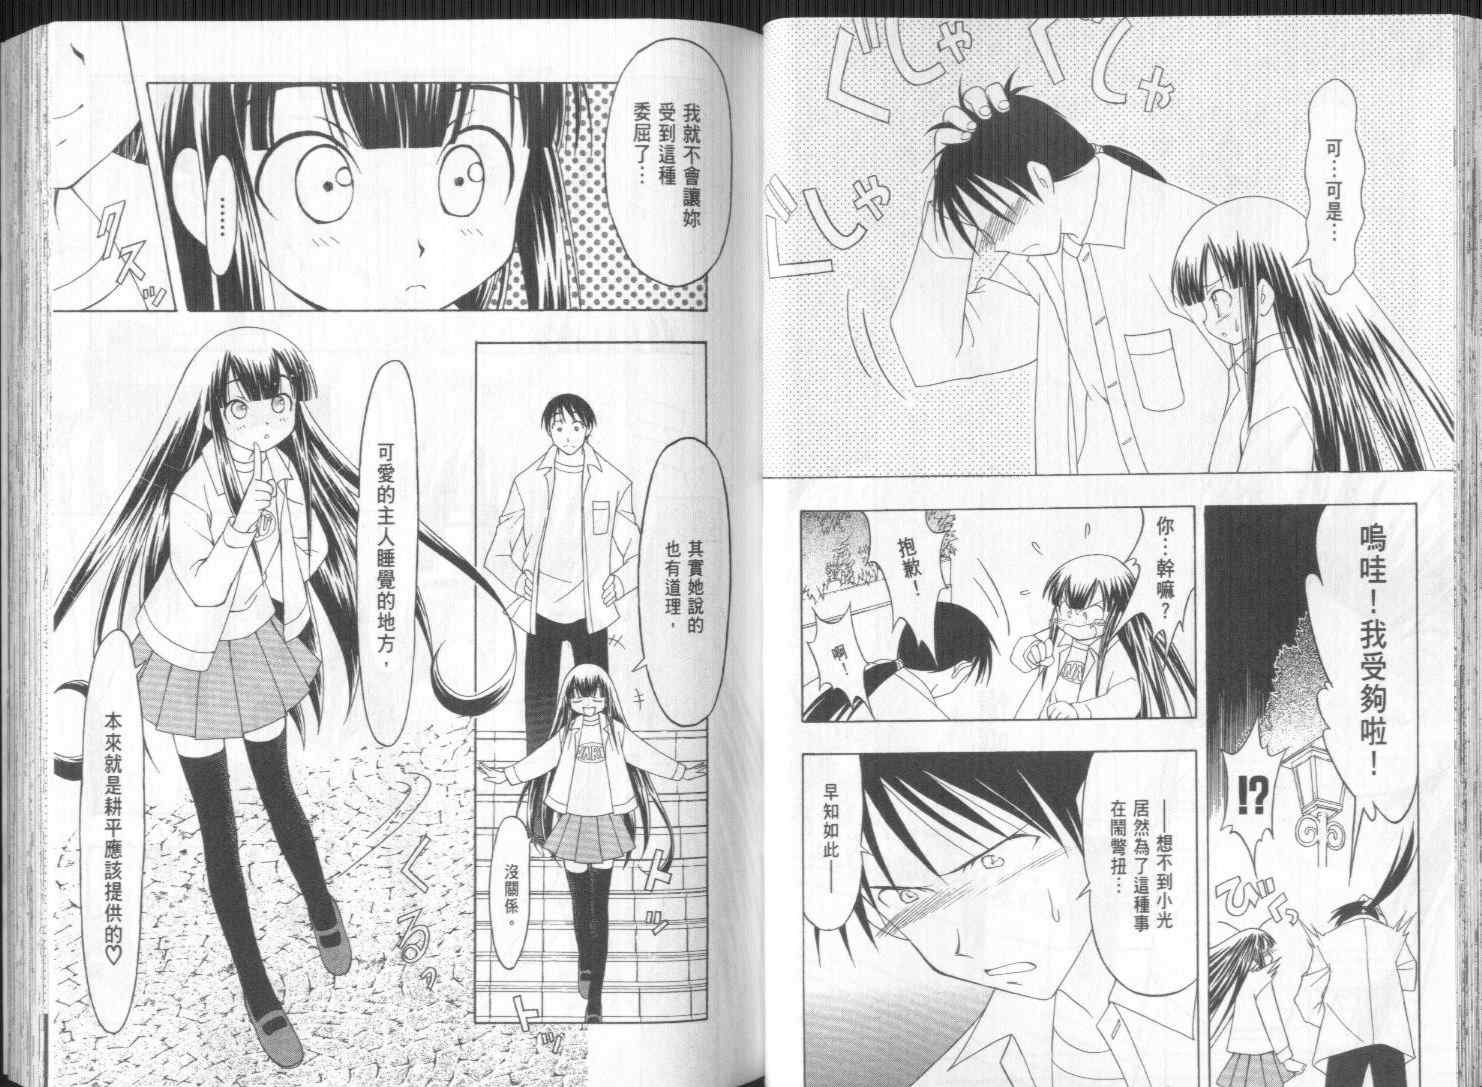 ぐしゃ
ぐしゃ
ぐしゃ
可…可是…
嗚哇！我受夠啦！
!?
びくっ
你…幹嘛？
抱歉！
啊！
——想不到小光
居然為了這種事
在鬧彆扭…
早知如此——
我就不會讓妳
受到這種
委屈了…
……
クスッ
其實她說的
也有道理，
沒關係。
トッ
トッ
可愛的主人睡覺的地方，
本來就是耕平應該提供的♡
くるっ